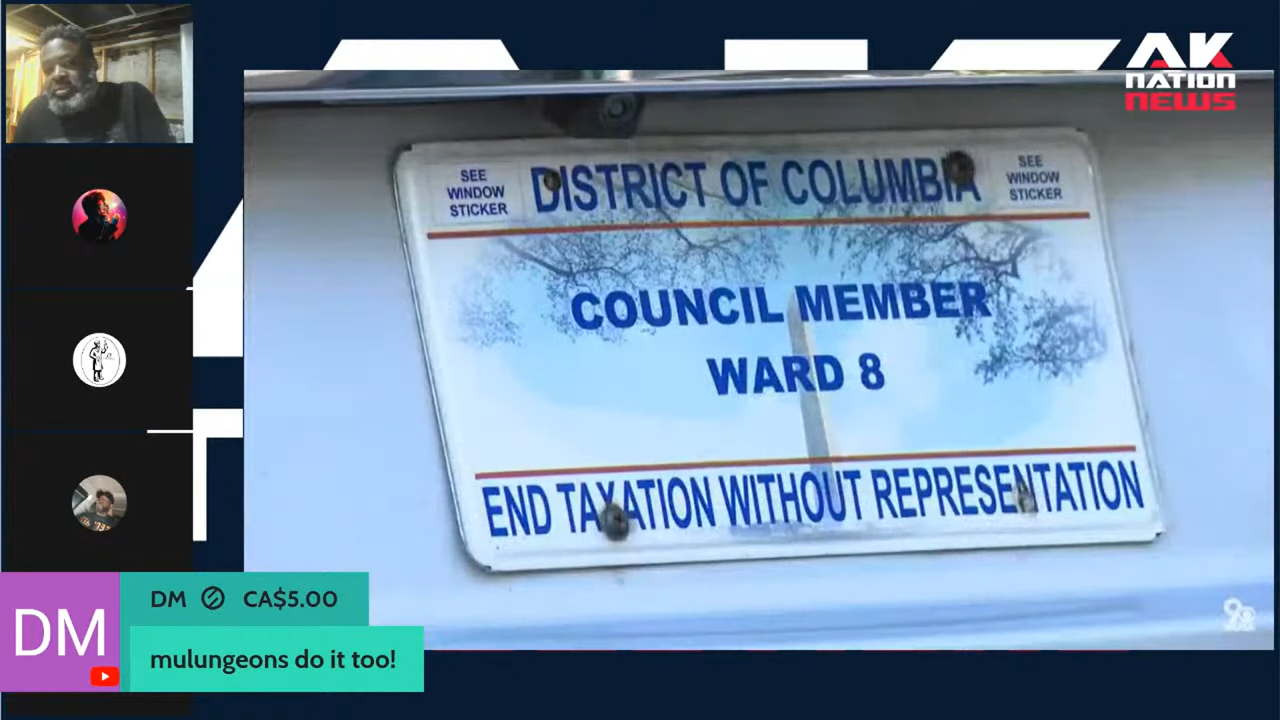 AK
NATION
NEWS
SEE
WINDOW
STICKER
DISTRICT OF COLUMBIA
SEE
WINDOW
STICKER
COUNCIL MEMBER
WARD 8
END TAXATION WITHOUT REPRESENTATION
9
DM
DM CA$5.00
mulungeons do it too!